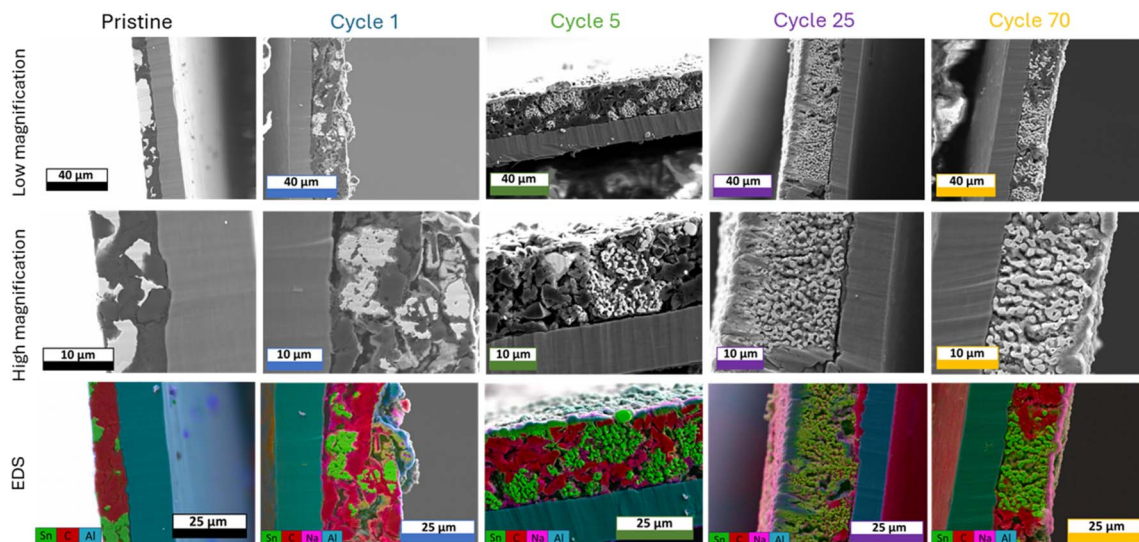 Pristine Cycle 1 Cycle 5 Cycle 25 Cycle 70
Low magnification
40 µm 40 µm 40 µm 40 µm 40 µm
High magnification
10 µm 10 µm 10 µm 10 µm 10 µm
EDS
25 µm 25 µm 25 µm 25 µm 25 µm
Sn C Al Sn C Na Al Sn C Na Al Sn C Na Al Sn C Na Al